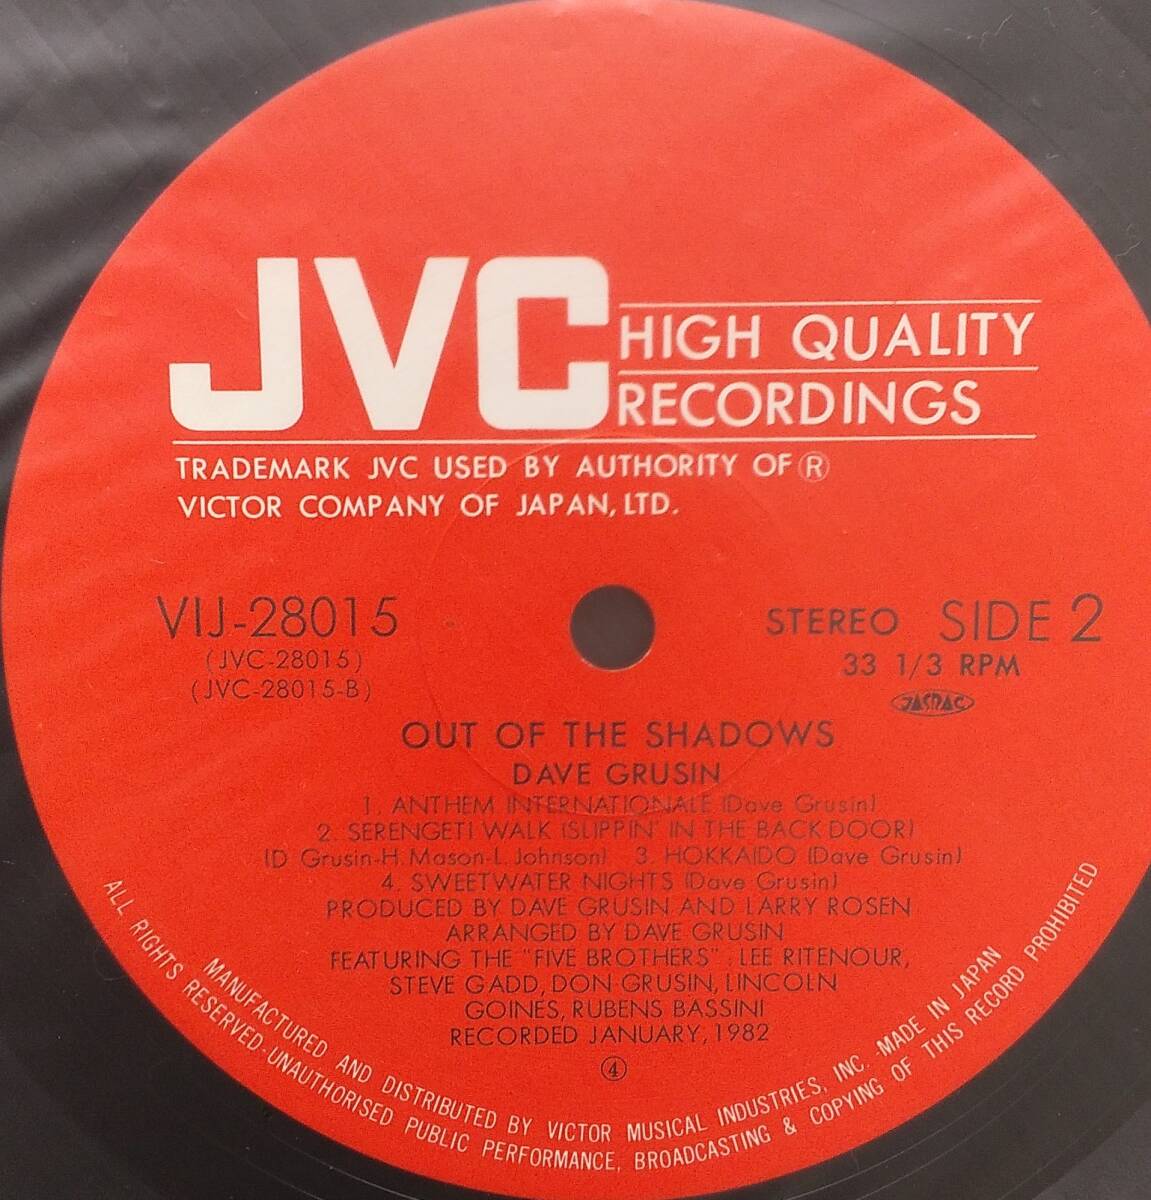 JVC
HIGH QUALITY
RECORDINGS
TRADEMARK JVC USED BY AUTHORITY OF ®
VICTOR COMPANY OF JAPAN, LTD.
VIJ-28015
(JVC-28015)
(JVC-28015-B)
STEREO SIDE 2
33 1/3 RPM
JASRAC
OUT OF THE SHADOWS
DAVE GRUSIN
1. ANTHEM INTERNATIONALE (Dave Grusin)
2. SERENGETI WALK (SLIPPIN' IN THE BACK DOOR)
(D Grusin-H. Mason-L. Johnson) 3. HOKKAIDO (Dave Grusin)
4. SWEETWATER NIGHTS (Dave Grusin)
PRODUCED BY DAVE GRUSIN AND LARRY ROSEN
ARRANGED BY DAVE GRUSIN
FEATURING THE "FIVE BROTHERS"; LEE RITENOUR,
STEVE GADD, DON GRUSIN, LINCOLN
GOINES, RUBENS BASSINI
RECORDED JANUARY, 1982
④
MANUFACTURED AND DISTRIBUTED BY VICTOR MUSICAL INDUSTRIES, INC. MADE IN JAPAN
ALL RIGHTS RESERVED·UNAUTHORISED PUBLIC PERFORMANCE, BROADCASTING & COPYING OF THIS RECORD PROHIBITED